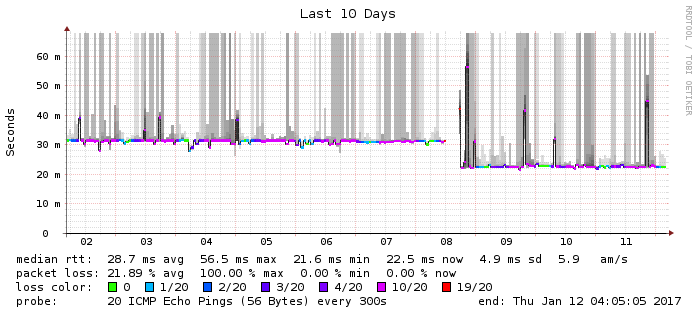 Last 10 Days
RRDTOOL / TOBI OETIKER
Seconds
60 m
50 m
40 m
30 m
20 m
10 m
0
02 03 04 05 06 07 08 09 10 11
median rtt: 28.7 ms avg 56.5 ms max 21.6 ms min 22.5 ms now 4.9 ms sd 5.9 am/s
packet loss: 21.89 % avg 100.00 % max 0.00 % min 0.00 % now
loss color: 0 1/20 2/20 3/20 4/20 10/20 19/20
probe: 20 ICMP Echo Pings (56 Bytes) every 300s end: Thu Jan 12 04:05:05 2017